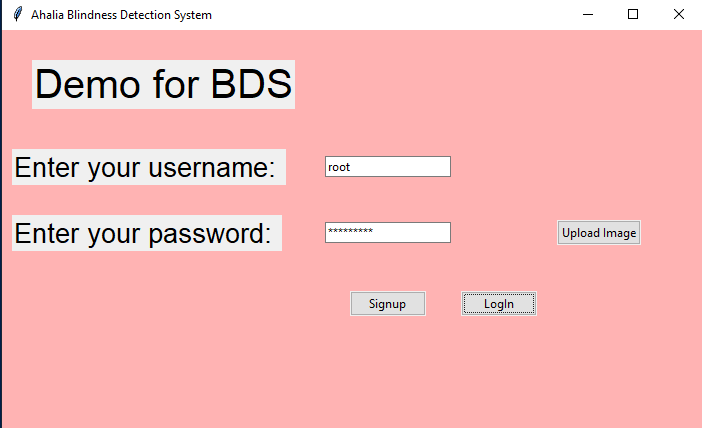 Ahalia Blindness Detection System
Demo for BDS
Enter your username: root
Enter your password: *********
Upload Image
Signup LogIn